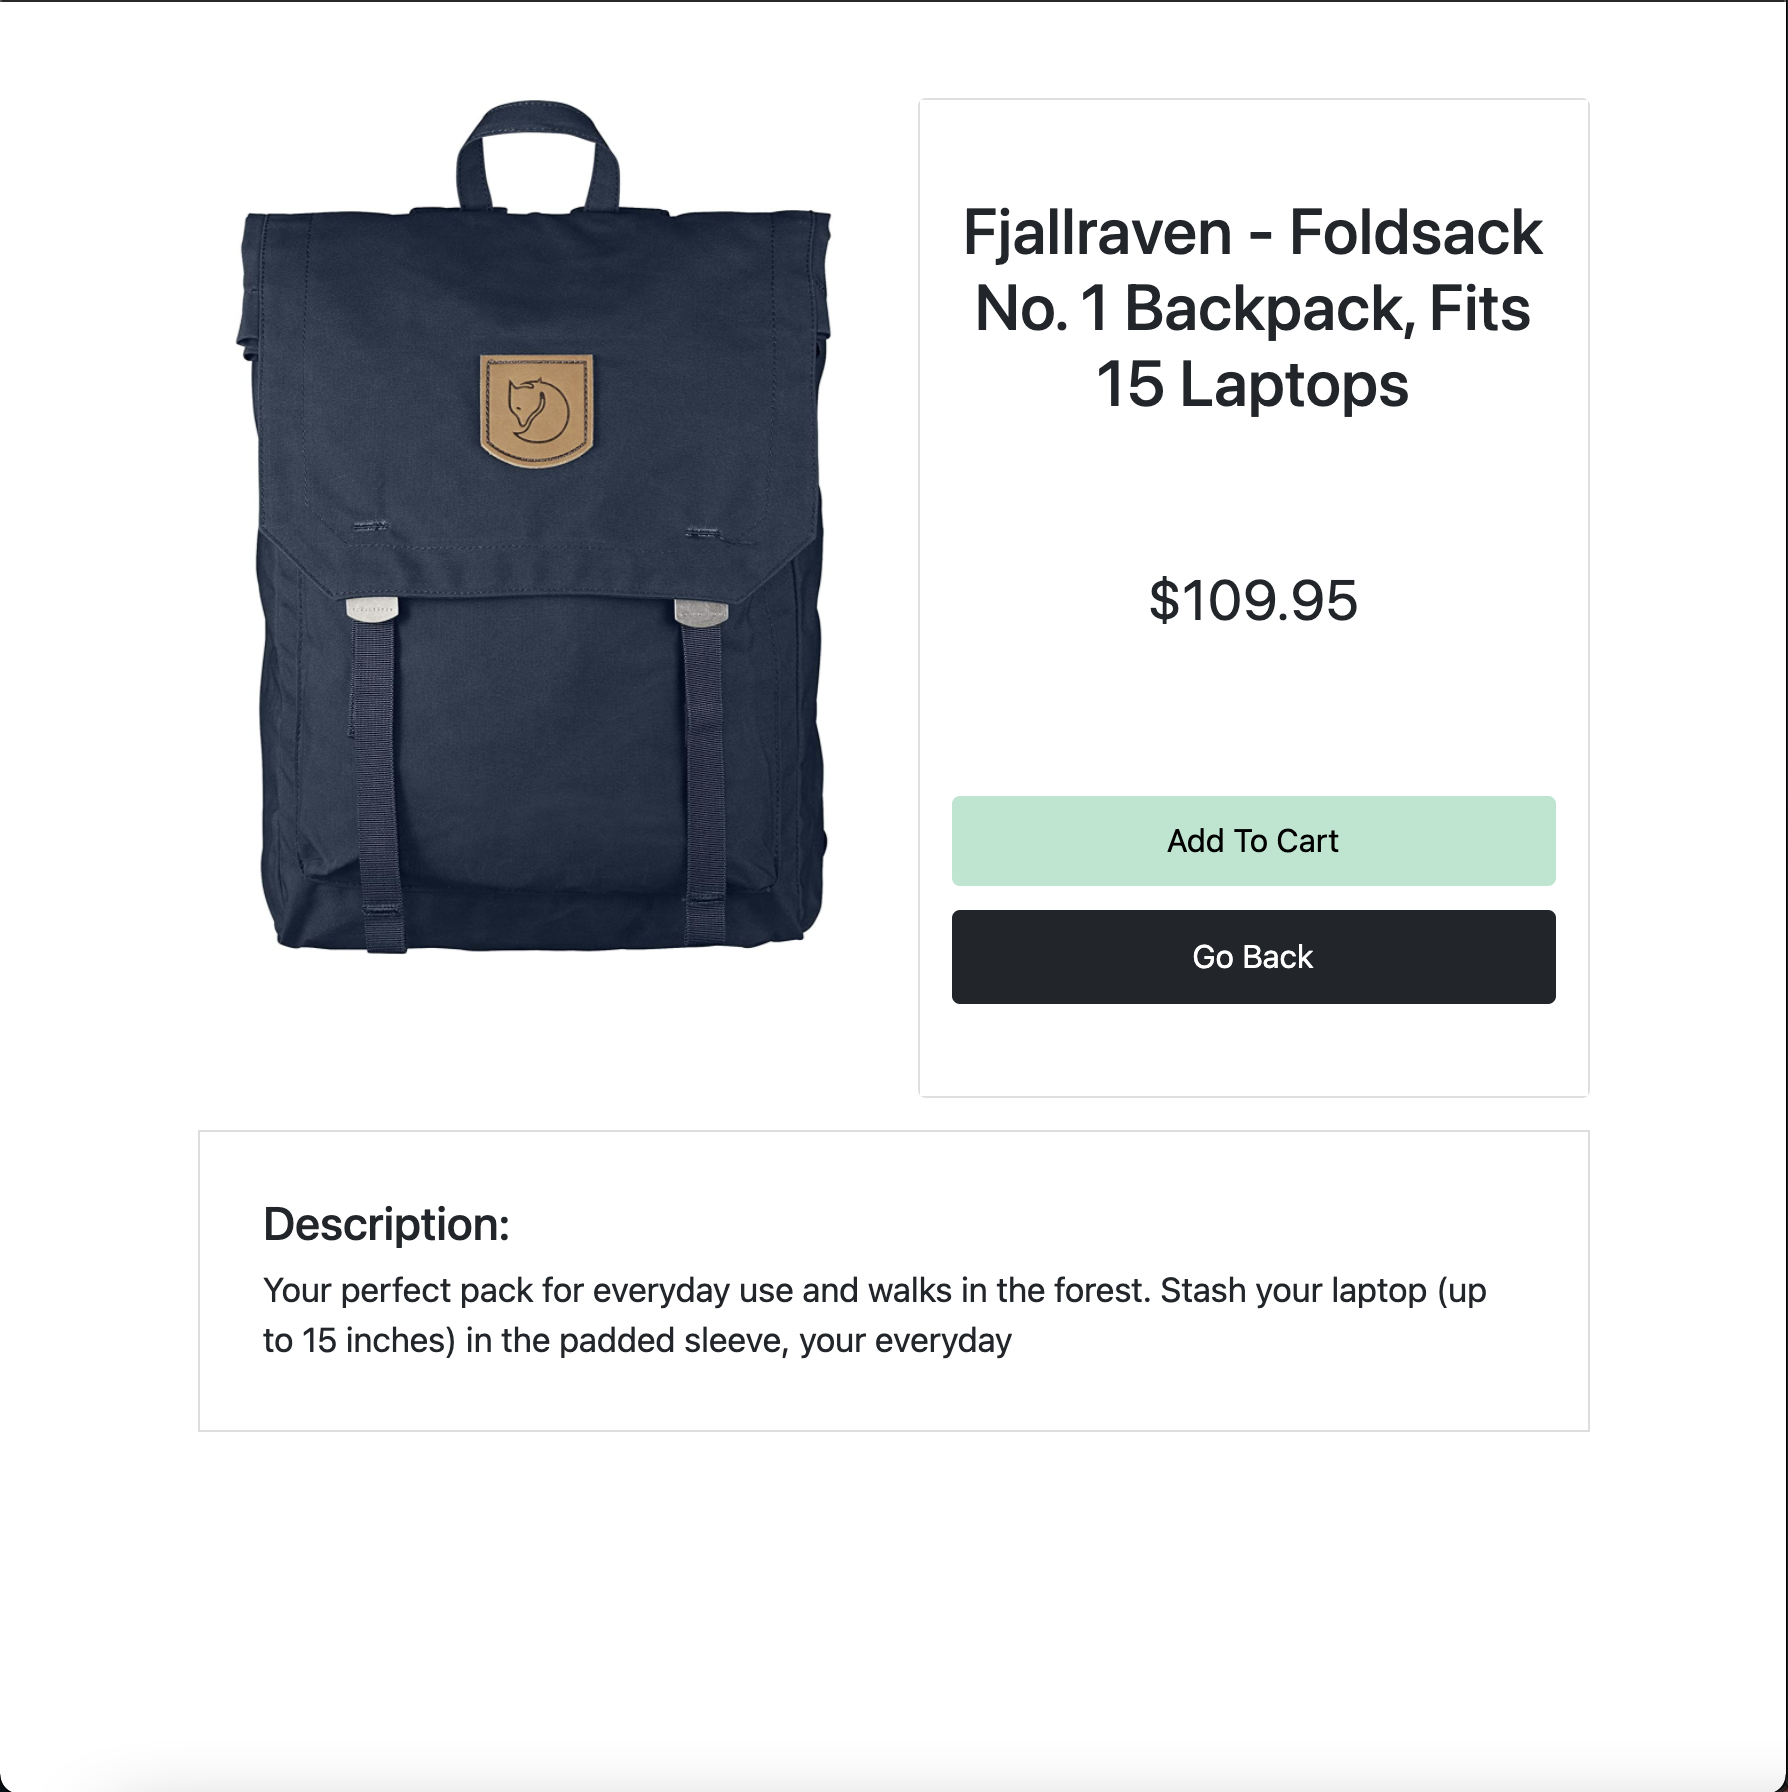 Fjallraven - Foldsack
No. 1 Backpack, Fits
15 Laptops
$109.95
Add To Cart
Go Back
Description:
Your perfect pack for everyday use and walks in the forest. Stash your laptop (up
to 15 inches) in the padded sleeve, your everyday